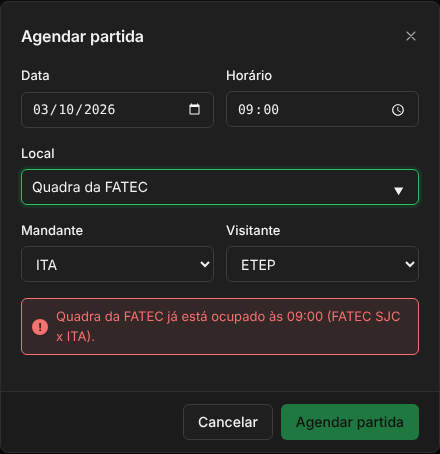 Agendar partida
Data
Horário
03/10/2026
09:00
Local
Quadra da FATEC
Mandante
Visitante
ITA
ETEP
Quadra da FATEC já está ocupado às 09:00 (FATEC SJC
x ITA).
Cancelar
Agendar partida